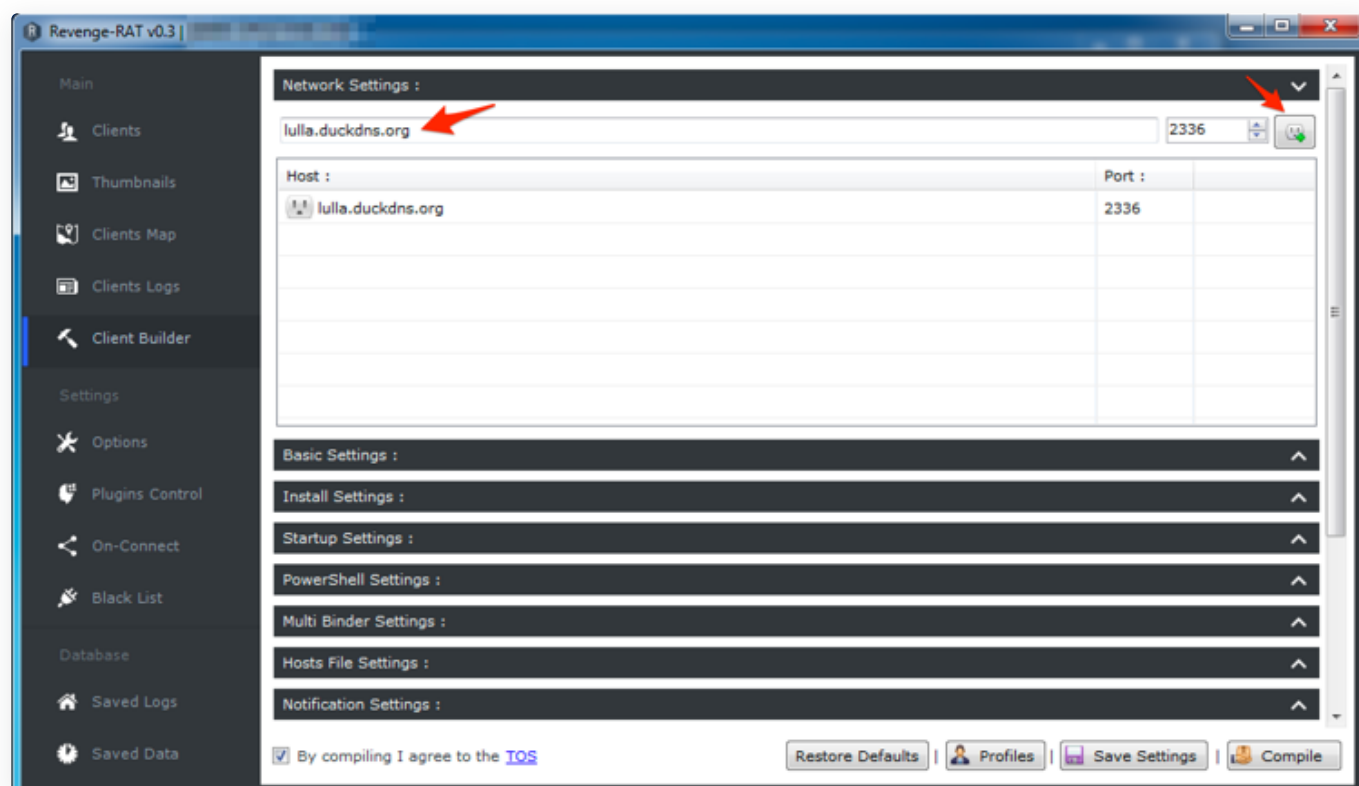 Revenge-RAT v0.3 |
Main
Clients
Thumbnails
Clients Map
Clients Logs
Client Builder
Settings
Options
Plugins Control
On-Connect
Black List
Database
Saved Logs
Saved Data
Network Settings :
lulla.duckdns.org 2336
Host : Port :
lulla.duckdns.org 2336
Basic Settings :
Install Settings :
Startup Settings :
PowerShell Settings :
Multi Binder Settings :
Hosts File Settings :
Notification Settings :
By compiling I agree to the TOS Restore Defaults | Profiles | Save Settings | Compile